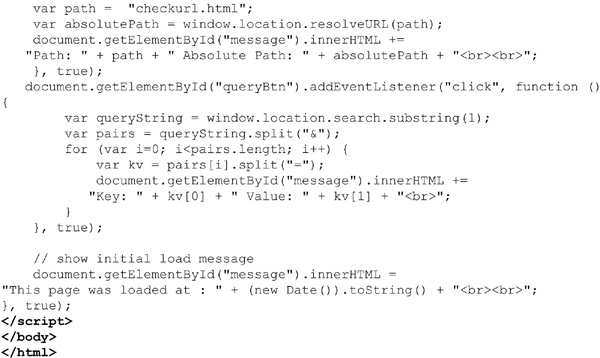 var path =  "checkurl.html";
var absolutePath = window.location.resolveURL(path);
document.getElementById("message").innerHTML +=
"Path: " + path + " Absolute Path: " + absolutePath + "<br><br>";
}, true);
document.getElementById("queryBtn").addEventListener("click", function ()
{
var queryString = window.location.search.substring(1);
var pairs = queryString.split("&");
for (var i=0; i<pairs.length; i++) {
var kv = pairs[i].split("=");
document.getElementById("message").innerHTML +=
"Key: " + kv[0] + " Value: " + kv[1] + "<br>";
}
}, true);
// show initial load message
document.getElementById("message").innerHTML =
"This page was loaded at : " + (new Date()).toString() + "<br><br>";
}, true);
</script>
</body>
</html>